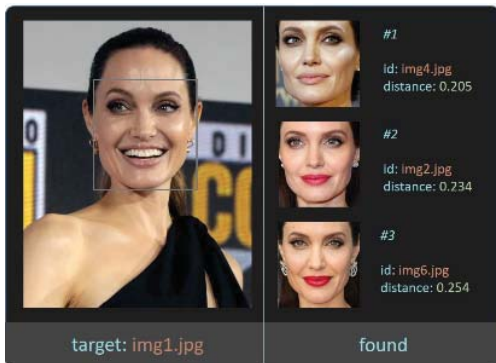 #1
id: img4.jpg
distance: 0.205
#2
id: img2.jpg
distance: 0.234
#3
id: img6.jpg
distance: 0.254
target: img1.jpg
found